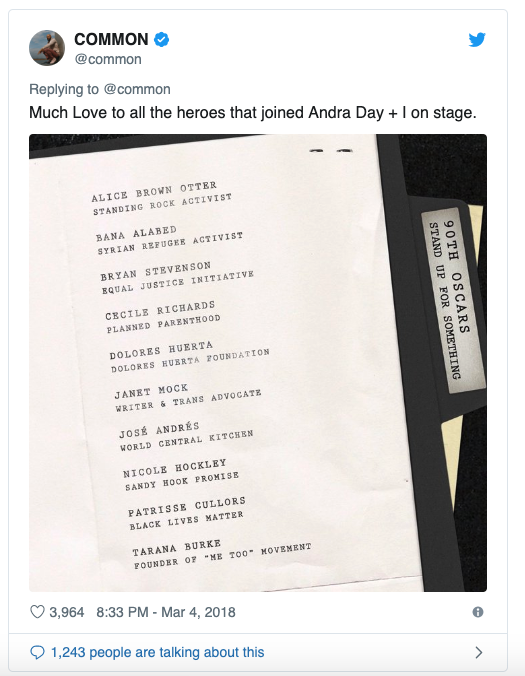 COMMON
@common
Replying to @common
Much Love to all the heroes that joined Andra Day + I on stage.
ALICE BROWN OTTER
STANDING ROCK ACTIVIST
BANA ALABED
SYRIAN REFUGEE ACTIVIST
BRYAN STEVENSON
EQUAL JUSTICE INITIATIVE
CECILE RICHARDS
PLANNED PARENTHOOD
DOLORES HUERTA
DOLORES HUERTA FOUNDATION
JANET MOCK
WRITER & TRANS ADVOCATE
JOSÉ ANDRÉS
WORLD CENTRAL KITCHEN
NICOLE HOCKLEY
SANDY HOOK PROMISE
PATRISSE CULLORS
BLACK LIVES MATTER
TARANA BURKE
FOUNDER OF "ME TOO" MOVEMENT
90TH OSCARS
STAND UP FOR SOMETHING
3,964 8:33 PM - Mar 4, 2018
1,243 people are talking about this